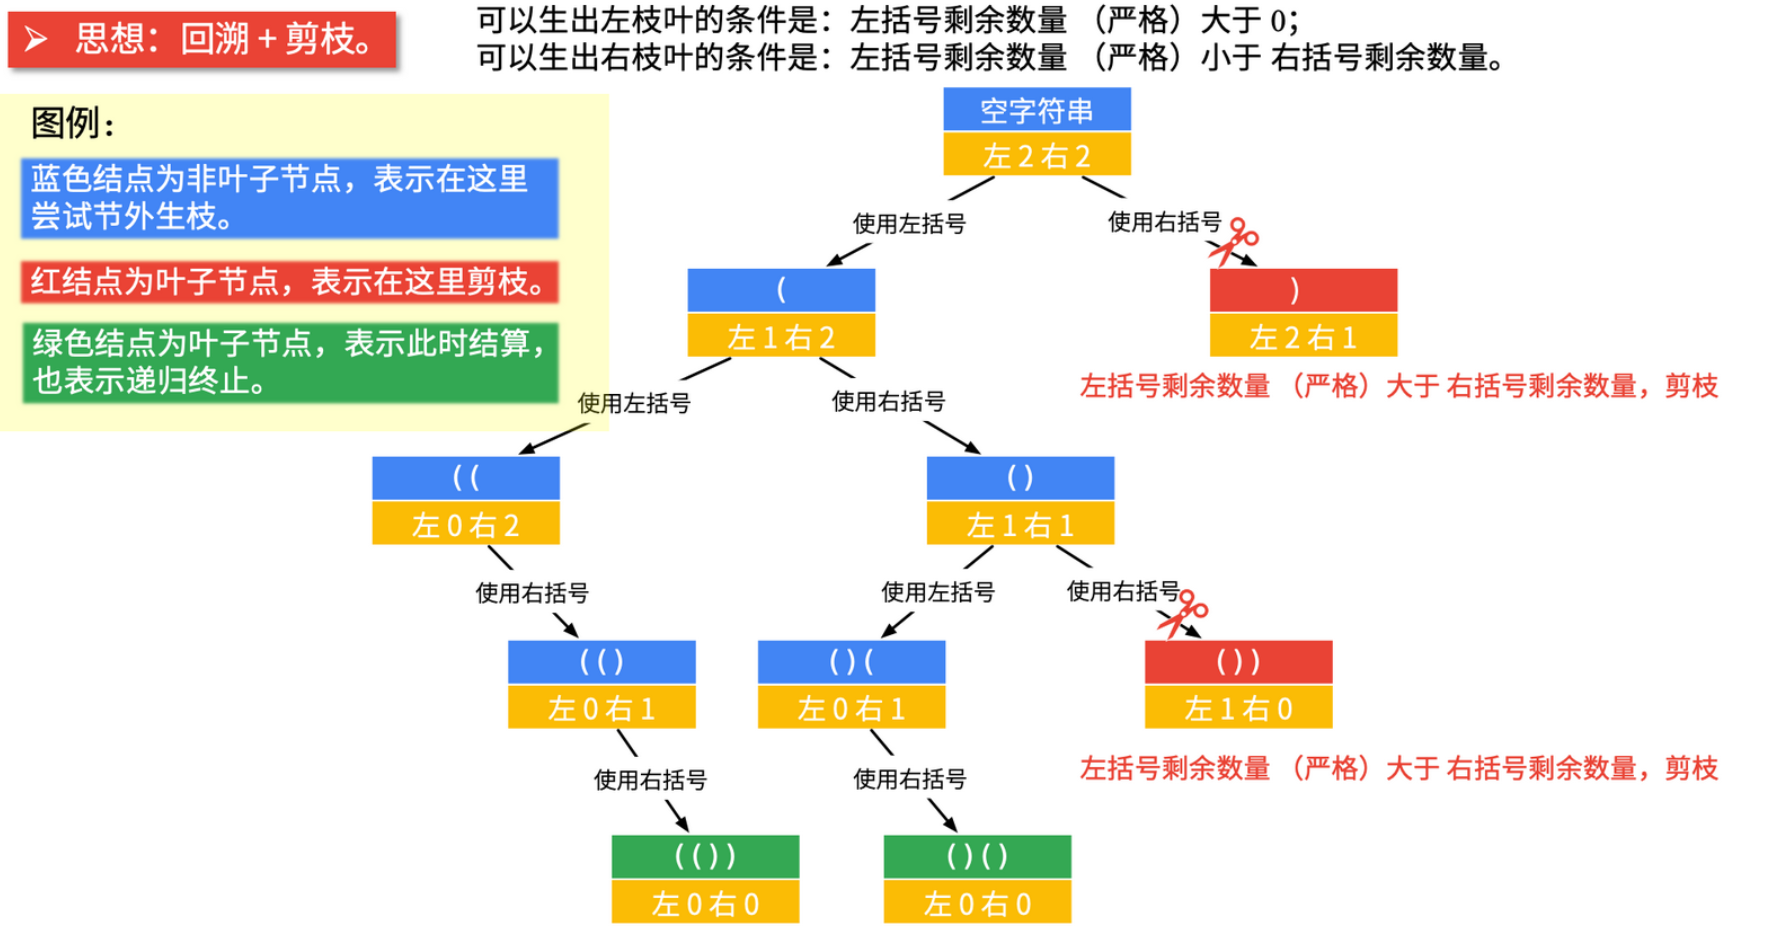 思想：回溯 + 剪枝。
可以生出左枝叶的条件是：左括号剩余数量 （严格）大于 0；
可以生出右枝叶的条件是：左括号剩余数量 （严格）小于 右括号剩余数量。
图例：
蓝色结点为非叶子节点，表示在这里
尝试节外生枝。
红结点为叶子节点，表示在这里剪枝。
绿色结点为叶子节点，表示此时结算，
也表示递归终止。
空字符串
左 2 右 2
使用左括号
使用右括号
(
左 1 右 2
)
左 2 右 1
左括号剩余数量 （严格）大于 右括号剩余数量，剪枝
使用左括号
使用右括号
( (
左 0 右 2
( )
左 1 右 1
使用右括号
使用左括号
使用右括号
( ( )
左 0 右 1
( ) (
左 0 右 1
( ) )
左 1 右 0
左括号剩余数量 （严格）大于 右括号剩余数量，剪枝
使用右括号
使用右括号
( ( ) )
左 0 右 0
( ) ( )
左 0 右 0